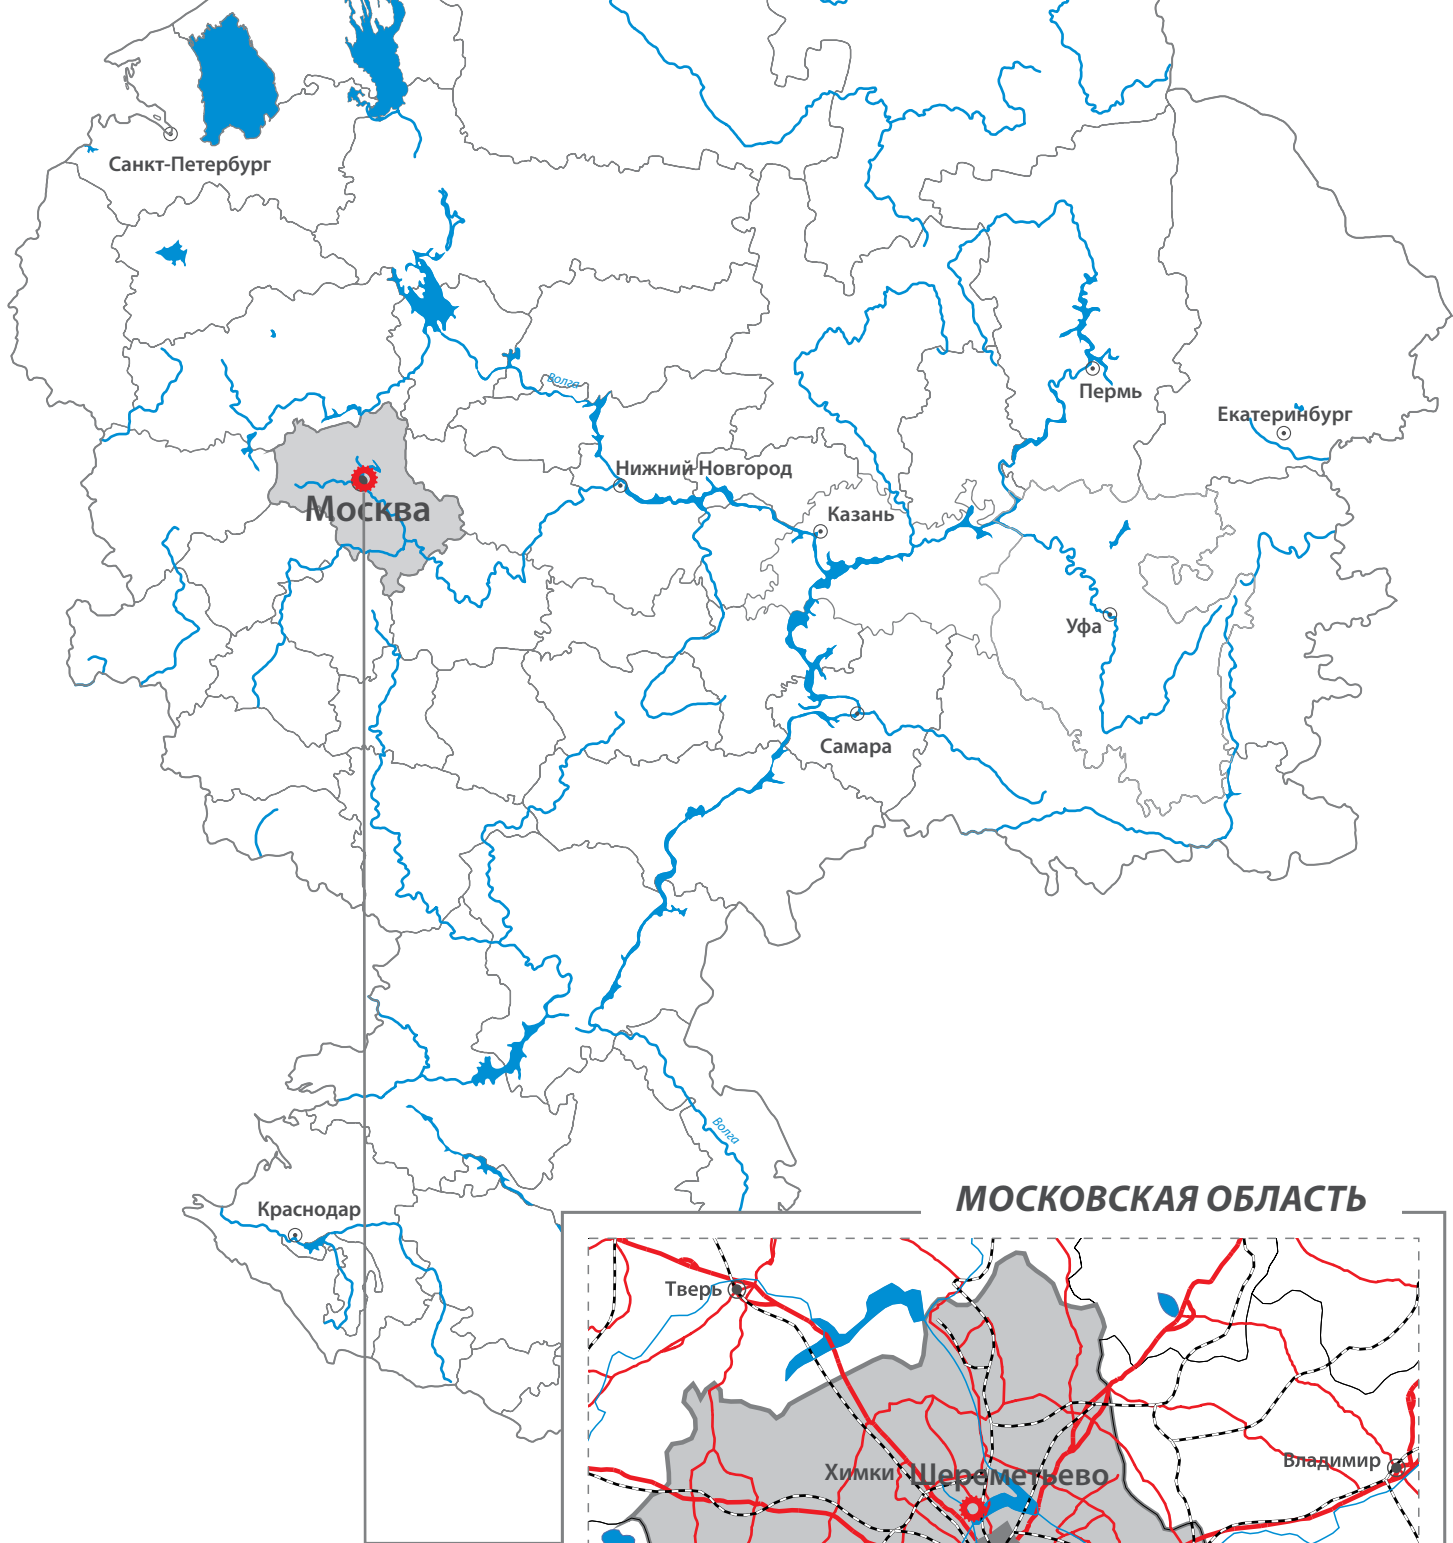 Санкт-Петербург
Волга
Пермь
Екатеринбург
Нижний Новгород
Москва
Казань
Уфа
Самара
Волга
МОСКОВСКАЯ ОБЛАСТЬ
Краснодар
Тверь
Владимир
Химки
Шереметьево